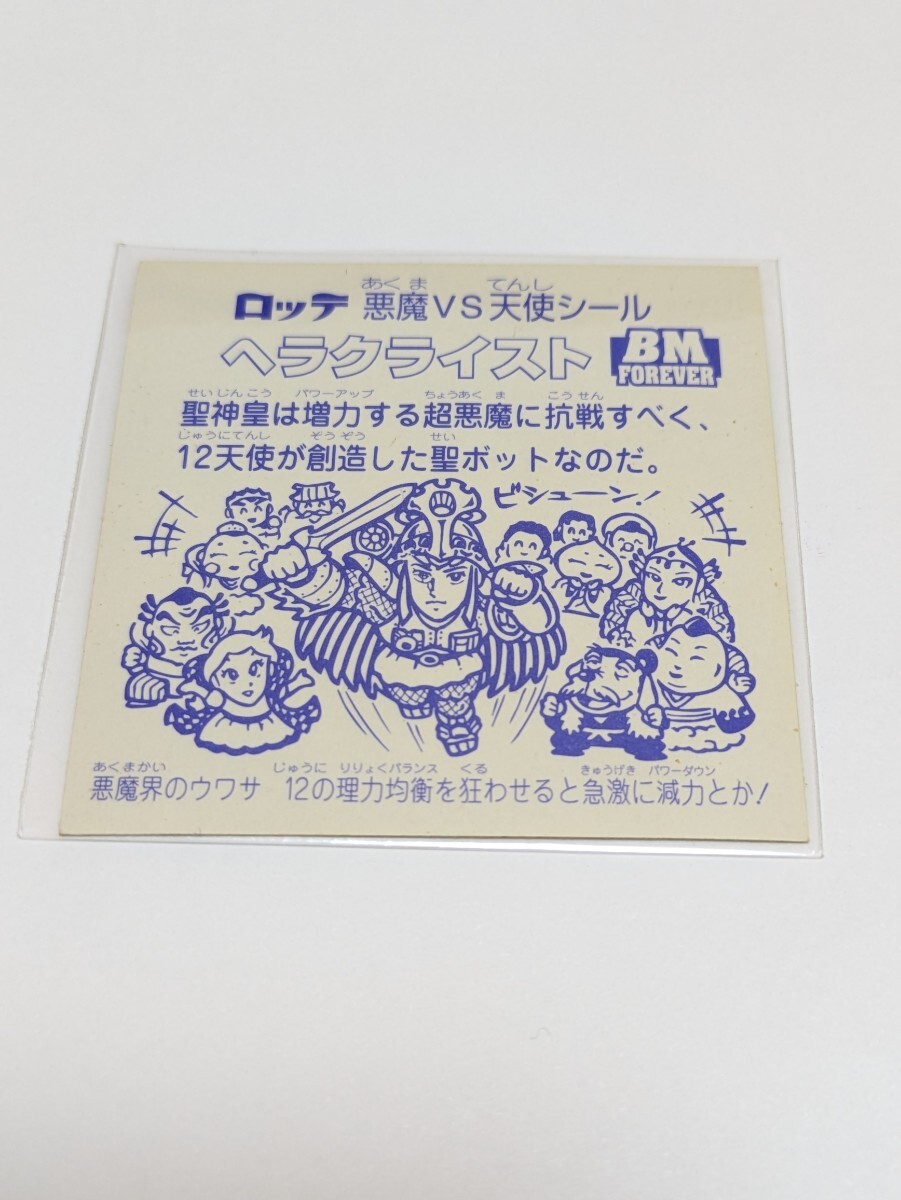 ロッテ 悪魔VS天使シール
あくま てんし
ヘラクライスト
BM
FOREVER
せいじんこう パワーアップ ちょうあくま こうせん
聖神皇は増力する超悪魔に抗戦すべく、
じゅうにてんし ぞうぞう せい
12天使が創造した聖ボットなのだ。
ビシューン!
あくまかい じゅうに りりょくバランス くる きゅうげき パワーダウン
悪魔界のウワサ 12の理力均衡を狂わせると急激に減力とか!